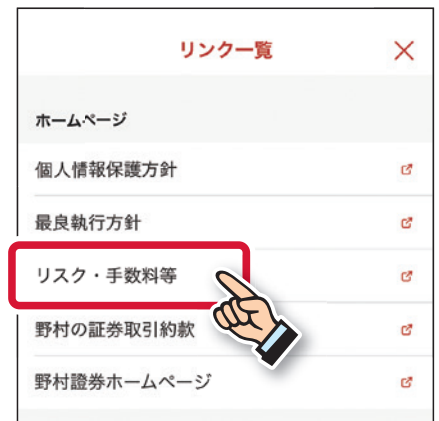 リンク一覧
ホームページ
個人情報保護方針
最良執行方針
リスク・手数料等
野村の証券取引約款
野村證券ホームページ